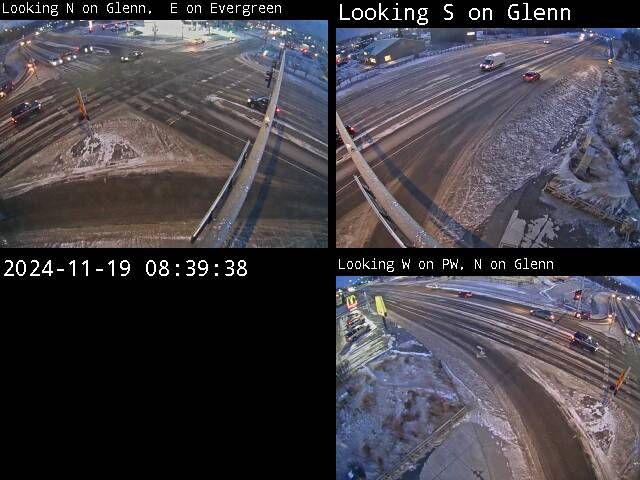 Looking N on Glenn,  E on Evergreen
Looking S on Glenn
2024-11-19 08:39:38
Looking W on PW, N on Glenn